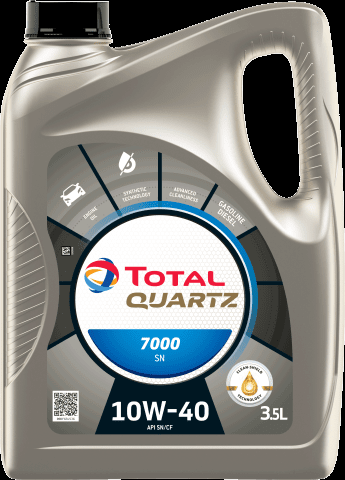 ENGINE
OIL
SYNTHETIC
TECHNOLOGY
ADVANCED
CLEANLINESS
GASOLINE
DIESEL
TOTAL
QUARTZ
7000
SN
CLEAN-SHIELD
TECHNOLOGY
10W-40
API SN/CF
3.5L